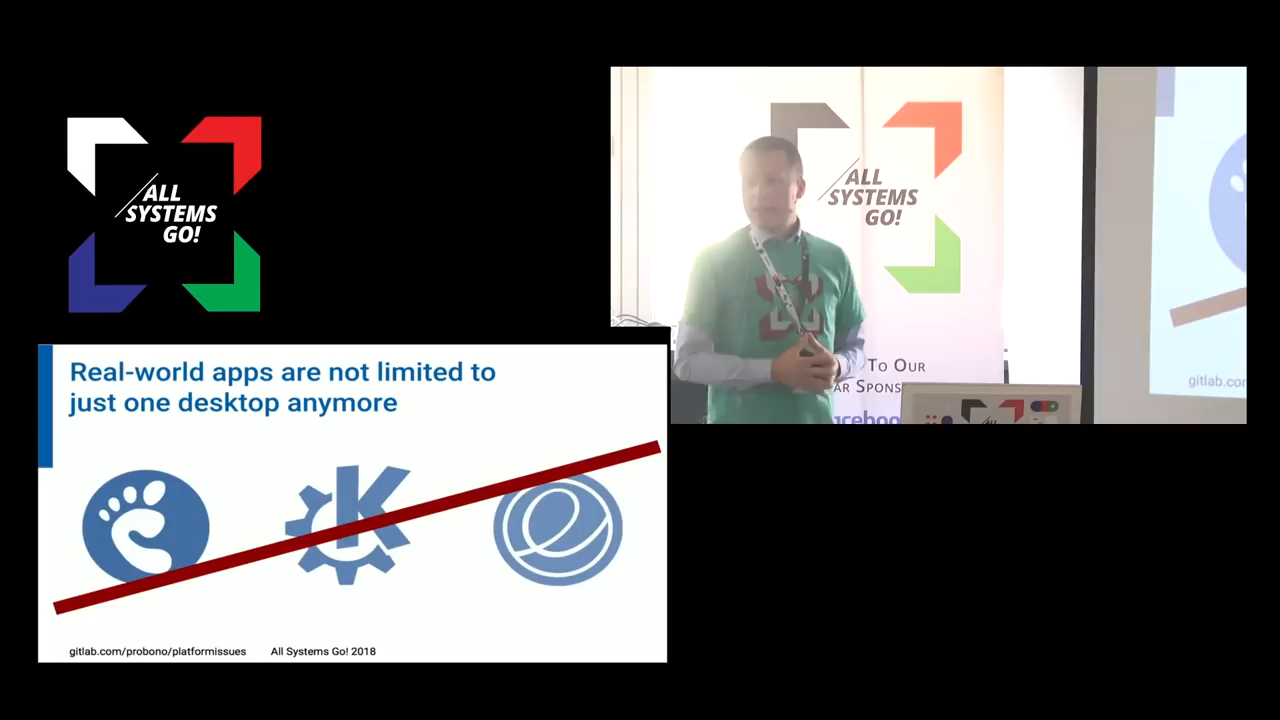 ALL
SYSTEMS
GO!
ALL
SYSTEMS
GO!
To Our
Real-world apps are not limited to
just one desktop anymore
gitlab.com/probono/platformissues All Systems Go! 2018
gitlab.cor